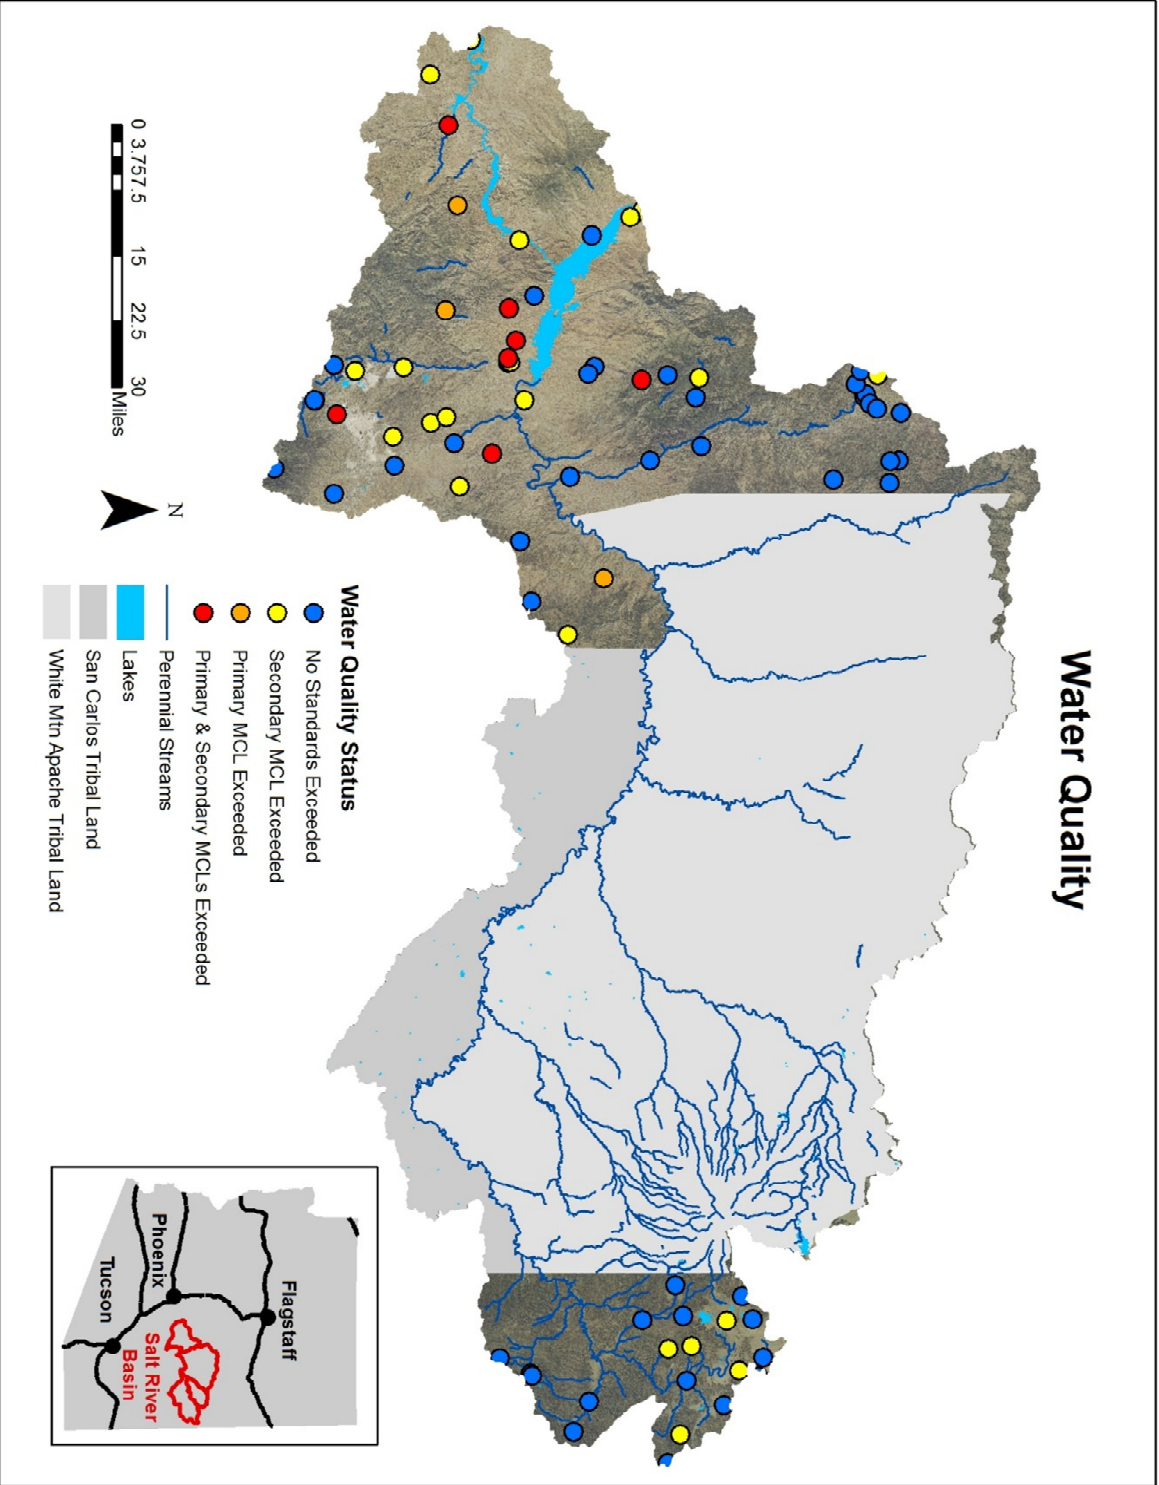 Water Quality
0 3.757.5 15 22.5 30
Miles
N
Water Quality Status
No Standards Exceeded
Secondary MCL Exceeded
Primary MCL Exceeded
Primary & Secondary MCLs Exceeded
Perennial Streams
Lakes
San Carlos Tribal Land
White Mtn Apache Tribal Land
Flagstaff
Phoenix
Salt River
Basin
Tucson